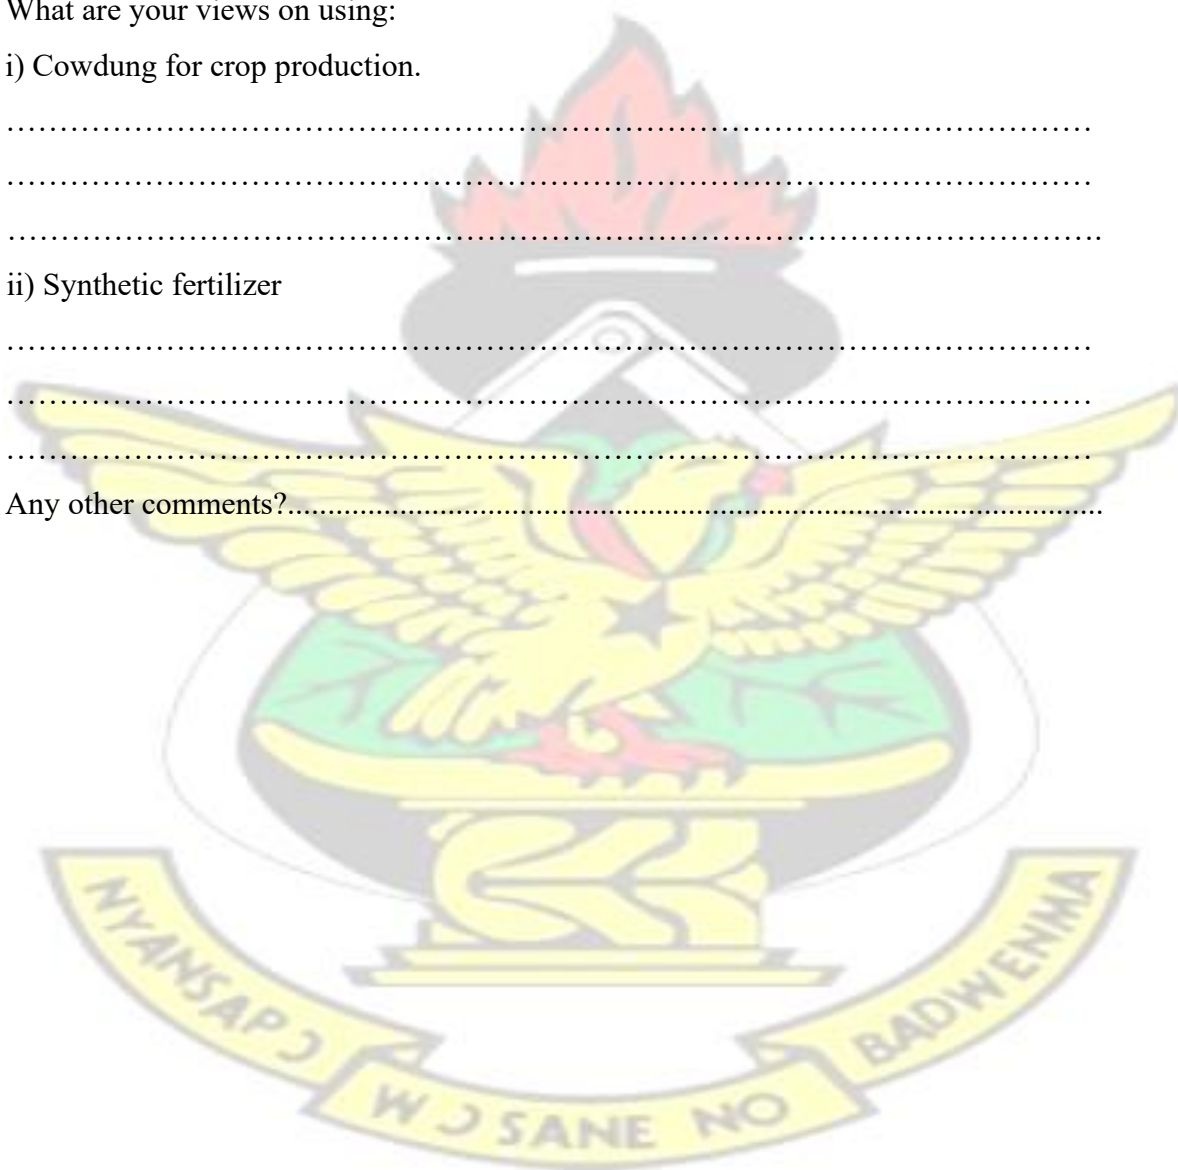 What are your views on using:
i) Cowdung for crop production.
……………………………………………………………………………………
……………………………………………………………………………………
…………………………………………………………………………………….
ii) Synthetic fertilizer
……………………………………………………………………………………
……………………………………………………………………………………
……………………………………………………………………………………
Any other comments?......................................................................................................
NYANSAPƆ
WƆSANE NO
BADWENMA